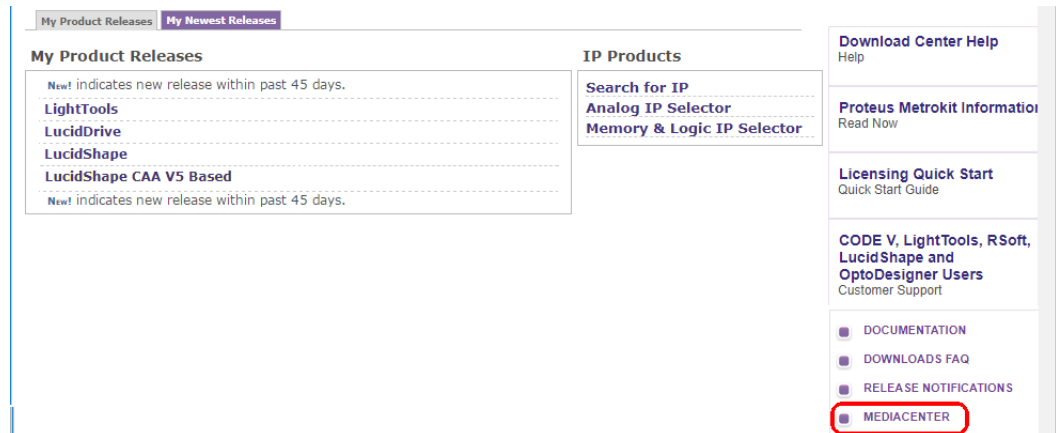 My Product Releases
My Newest Releases
My Product Releases
New! indicates new release within past 45 days.
LightTools
LucidDrive
LucidShape
LucidShape CAA V5 Based
New! indicates new release within past 45 days.
IP Products
Search for IP
Analog IP Selector
Memory & Logic IP Selector
Download Center Help
Help
Proteus Metrokit Information
Read Now
Licensing Quick Start
Quick Start Guide
CODE V, LightTools, RSoft,
LucidShape and
OptoDesigner Users
Customer Support
DOCUMENTATION
DOWNLOADS FAQ
RELEASE NOTIFICATIONS
MEDIACENTER